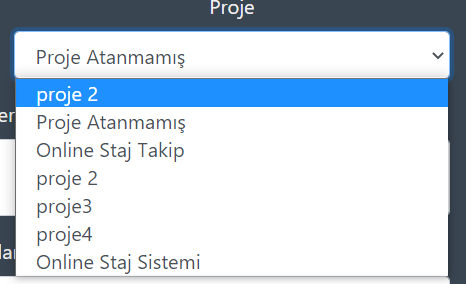 Proje
Proje Atanmamış
proje 2
Proje Atanmamış
Online Staj Takip
proje 2
proje3
proje4
Online Staj Sistemi